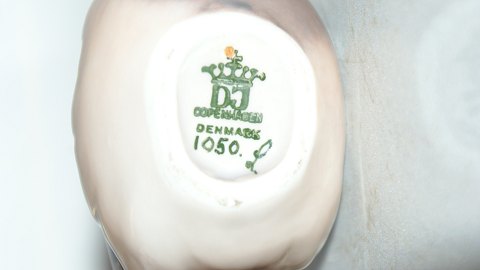 DJ
COPENHAGEN
DENMARK
1050.